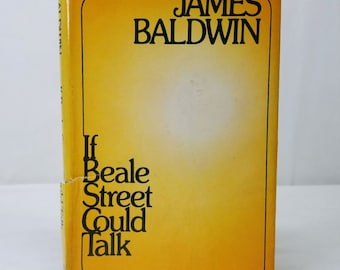 JAMES
BALDWIN
If
Beale
Street
Could
Talk